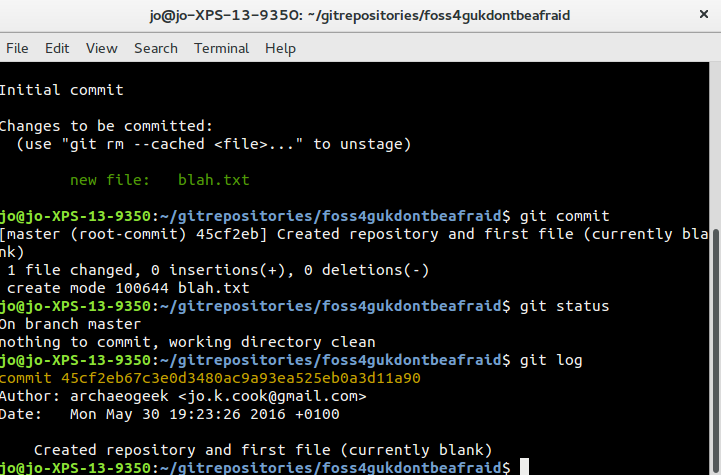 jo@jo-XPS-13-9350: ~/gitrepositories/foss4gukdontbeafraid
File Edit View Search Terminal Help
Initial commit
Changes to be committed:
(use "git rm --cached <file>..." to unstage)
new file: blah.txt
jo@jo-XPS-13-9350:~/gitrepositories/foss4gukdontbeafraid$ git commit
[master (root-commit) 45cf2eb] Created repository and first file (currently bla
nk)
1 file changed, 0 insertions(+), 0 deletions(-)
create mode 100644 blah.txt
jo@jo-XPS-13-9350:~/gitrepositories/foss4gukdontbeafraid$ git status
On branch master
nothing to commit, working directory clean
jo@jo-XPS-13-9350:~/gitrepositories/foss4gukdontbeafraid$ git log
commit 45cf2eb67c3e0d3480ac9a93ea525eb0a3d11a90
Author: archaeogeek <jo.k.cook@gmail.com>
Date: Mon May 30 19:23:26 2016 +0100
Created repository and first file (currently blank)
jo@jo-XPS-13-9350:~/gitrepositories/foss4gukdontbeafraid$